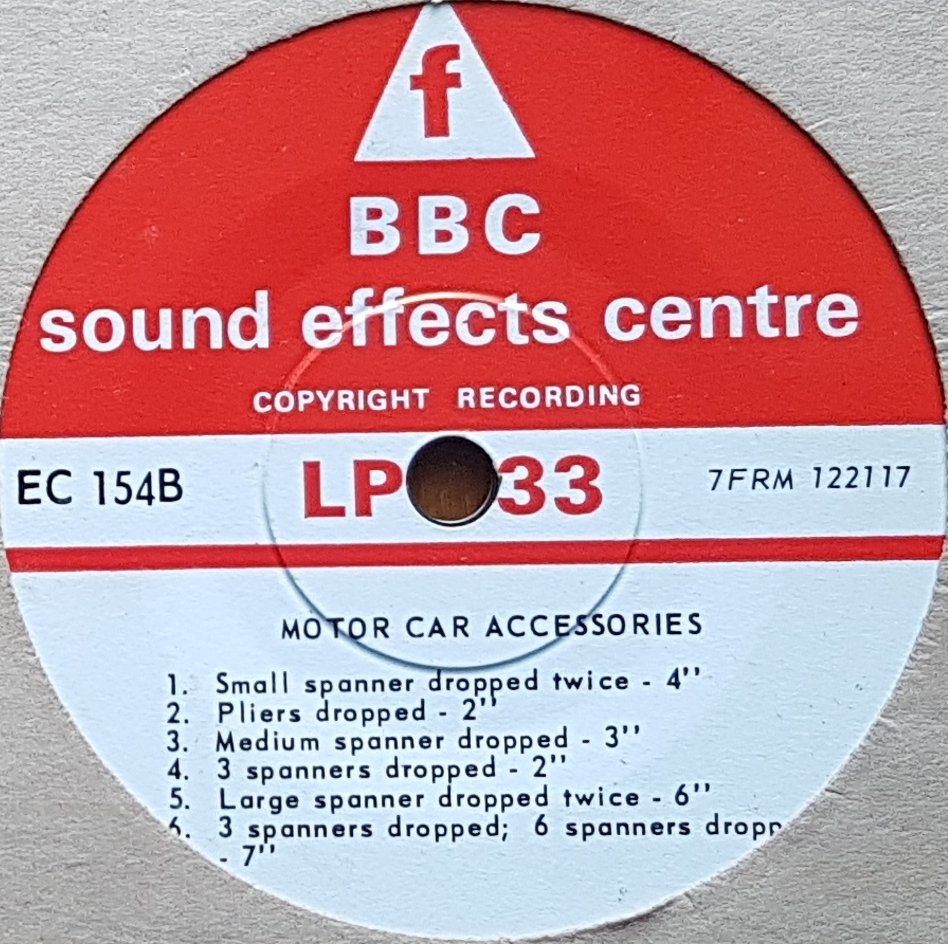 f
BBC
sound effects centre
COPYRIGHT RECORDING
EC 154B LP 33 7FRM 122117
MOTOR CAR ACCESSORIES
1. Small spanner dropped twice - 4''
2. Pliers dropped - 2''
3. Medium spanner dropped - 3''
4. 3 spanners dropped - 2''
5. Large spanner dropped twice - 6''
6. 3 spanners dropped; 6 spanners dropp
- 7''